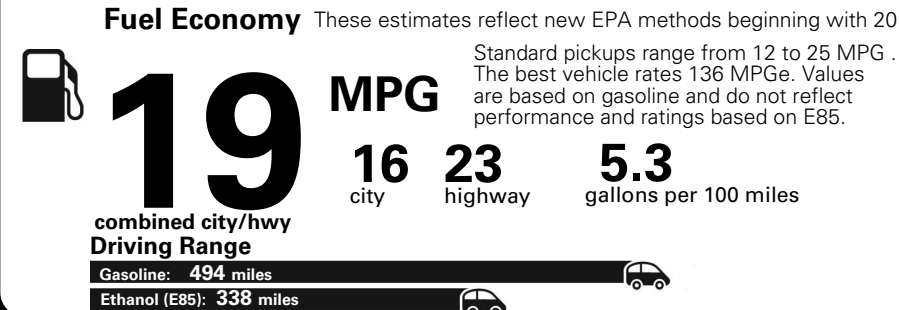 Fuel Economy These estimates reflect new EPA methods beginning with 20
Standard pickups range from 12 to 25 MPG .
The best vehicle rates 136 MPGe. Values
are based on gasoline and do not reflect
performance and ratings based on E85.
19
MPG
16 23 5.3
city highway gallons per 100 miles
combined city/hwy
Driving Range
Gasoline: 494 miles
Ethanol (E85): 338 miles